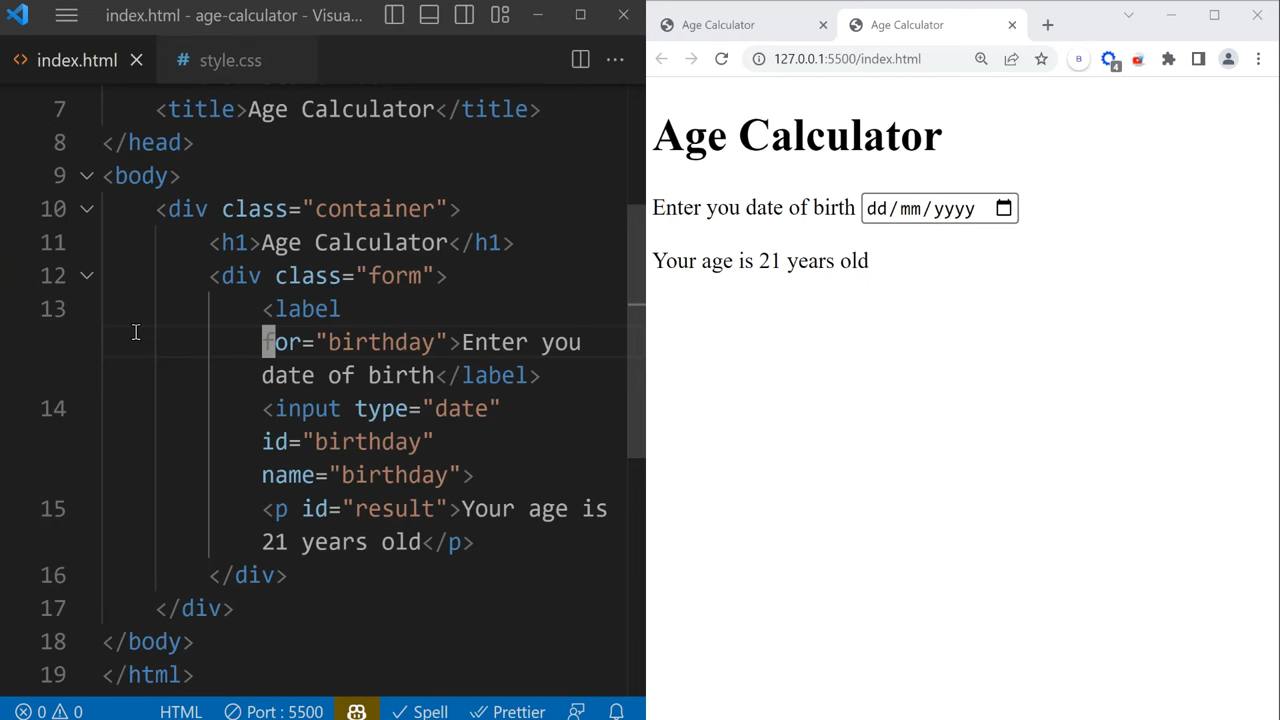 index.html - age-calculator - Visua...
index.html
style.css
7 <title>Age Calculator</title>
8 </head>
9 <body>
10 <div class="container">
11 <h1>Age Calculator</h1>
12 <div class="form">
13 <label
for="birthday">Enter you
date of birth</label>
14 <input type="date"
id="birthday"
name="birthday">
15 <p id="result">Your age is
21 years old</p>
16 </div>
17 </div>
18 </body>
19 </html>
0 0 HTML Port : 5500 Spell Prettier
Age Calculator
Age Calculator
127.0.0.1:5500/index.html
B
4
Age Calculator
Enter you date of birth dd/mm/yyyy
Your age is 21 years old